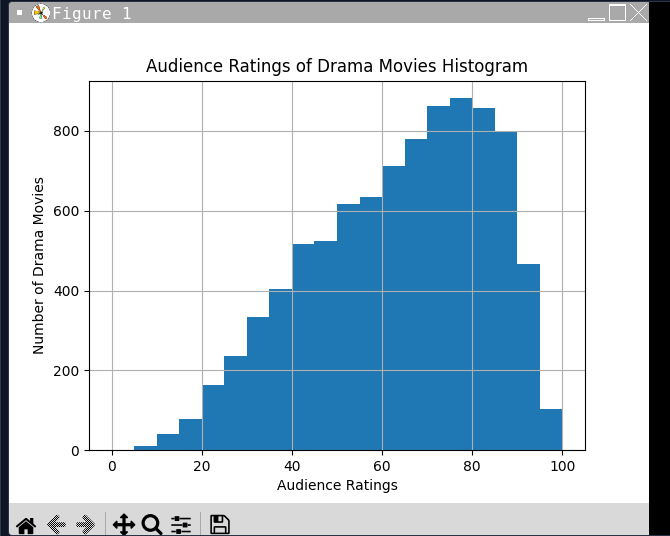 Figure 1
Audience Ratings of Drama Movies Histogram
Number of Drama Movies
800
600
400
200
0
0 20 40 60 80 100
Audience Ratings